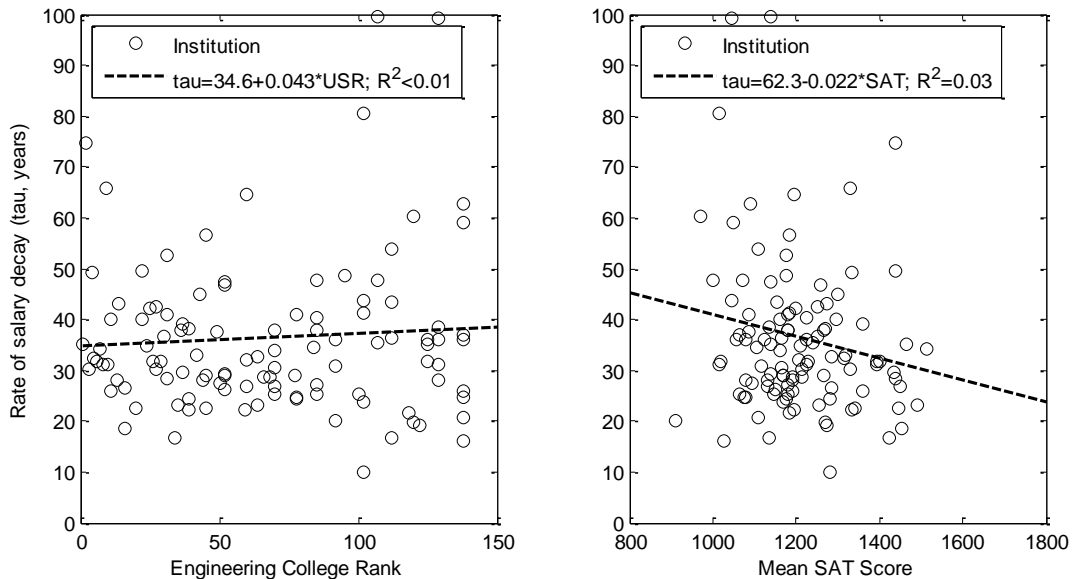 Rate of salary decay (tau, years)
100
90
80
70
60
50
40
30
20
10
0
Institution
tau=34.6+0.043*USR; R²<0.01
0 50 100 150
Engineering College Rank
100
90
80
70
60
50
40
30
20
10
0
Institution
tau=62.3-0.022*SAT; R²=0.03
800 1000 1200 1400 1600 1800
Mean SAT Score